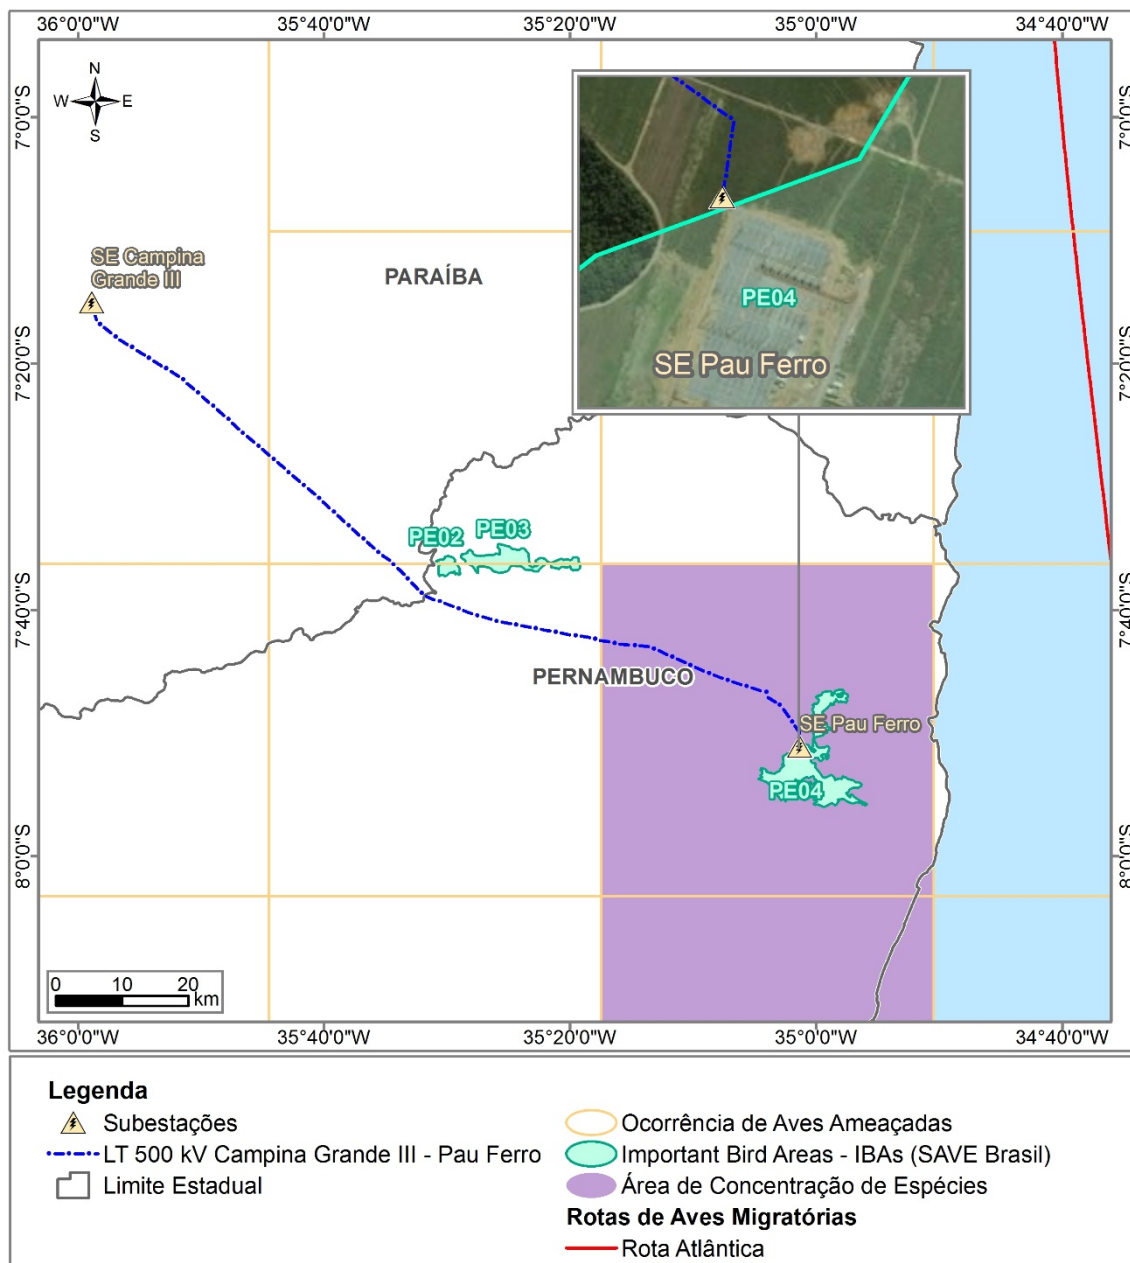 36°0'0"W 35°40'0"W 35°20'0"W 35°0'0"W 34°40'0"W
N
W E
S
7°0'0"S 7°0'0"S
SE Campina
Grande III
PARAÍBA
PE04
SE Pau Ferro
7°20'0"S 7°20'0"S
PE02 PE03
7°40'0"S 7°40'0"S
PERNAMBUCO
SE Pau Ferro
PE04
8°0'0"S 8°0'0"S
0 10 20
km
36°0'0"W 35°40'0"W 35°20'0"W 35°0'0"W 34°40'0"W
Legenda
Subestações
LT 500 kV Campina Grande III - Pau Ferro
Limite Estadual
Ocorrência de Aves Ameaçadas
Important Bird Areas - IBAs (SAVE Brasil)
Área de Concentração de Espécies
Rotas de Aves Migratórias
Rota Atlântica